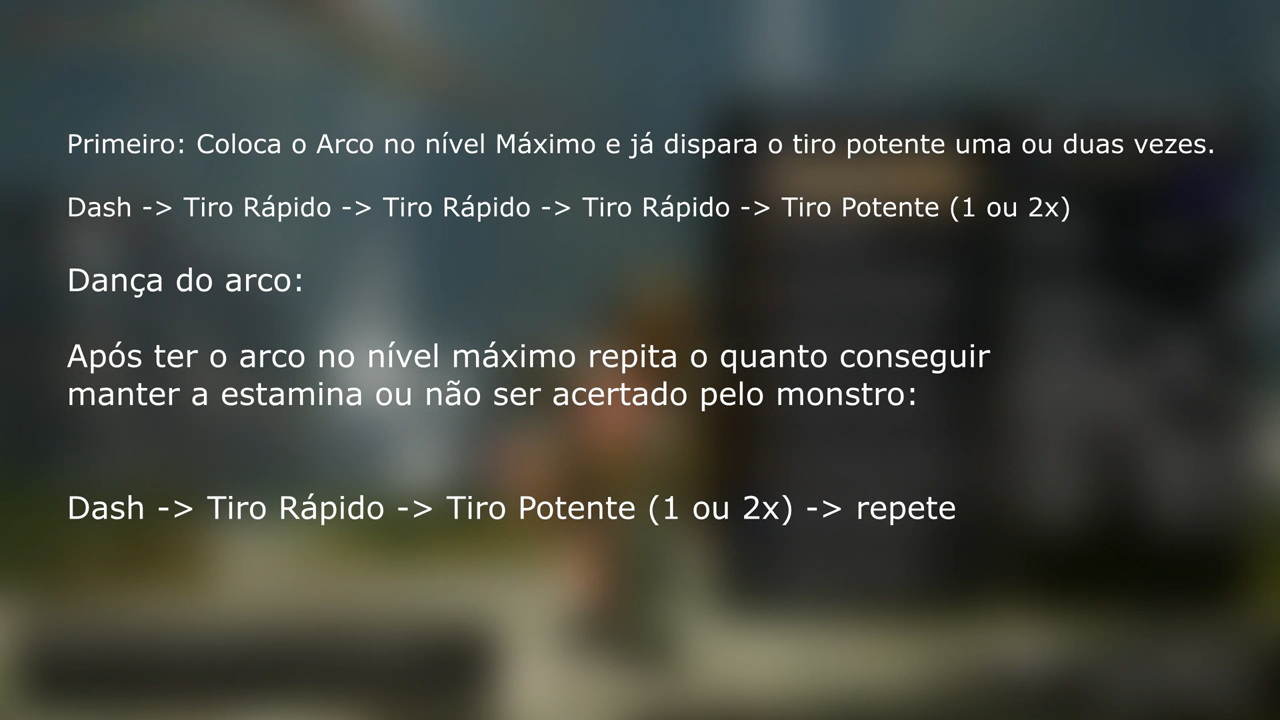 Primeiro: Coloca o Arco no nível Máximo e já dispara o tiro potente uma ou duas vezes.
Dash -> Tiro Rápido -> Tiro Rápido -> Tiro Rápido -> Tiro Potente (1 ou 2x)
Dança do arco:
Após ter o arco no nível máximo repita o quanto conseguir
manter a estamina ou não ser acertado pelo monstro:
Dash -> Tiro Rápido -> Tiro Potente (1 ou 2x) -> repete